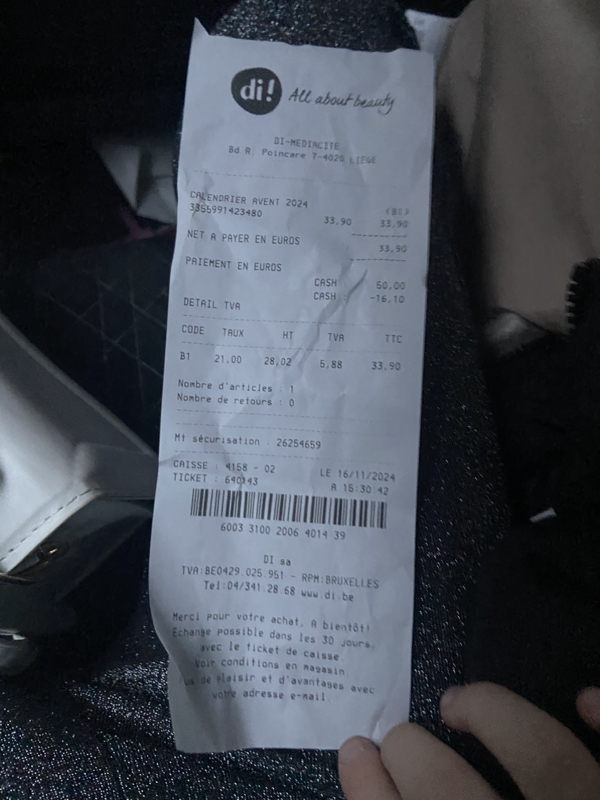 di! All about beauty
DI-MEDIACITE
Bd R. Poincare 7-4020 LIEGE
CALENDRIER AVENT 2024 <B1>
3355991423480 33.90 33.90
NET A PAYER EN EUROS 33.90
PAIEMENT EN EUROS
CASH 50.00
CASH : -16.10
DETAIL TVA
CODE TAUX HT TVA TTC
B1 21.00 28.02 5.88 33.90
Nombre d'articles : 1
Nombre de retours : 0
Mt sécurisation : 26254659
CAISSE : 4158 - 02 LE 16/11/2024
TICKET : 640143 A 15:30:42
6003 3100 2006 4014 39
DI sa
TVA:BE0429.025.951 - RPM:BRUXELLES
Tel:04/341.28.68 www.di.be
Merci pour votre achat. A bientôt!
Echange possible dans les 30 jours,
avec le ticket de caisse.
Voir conditions en magasin
de plaisir et d'avantages avec
votre adresse e-mail.